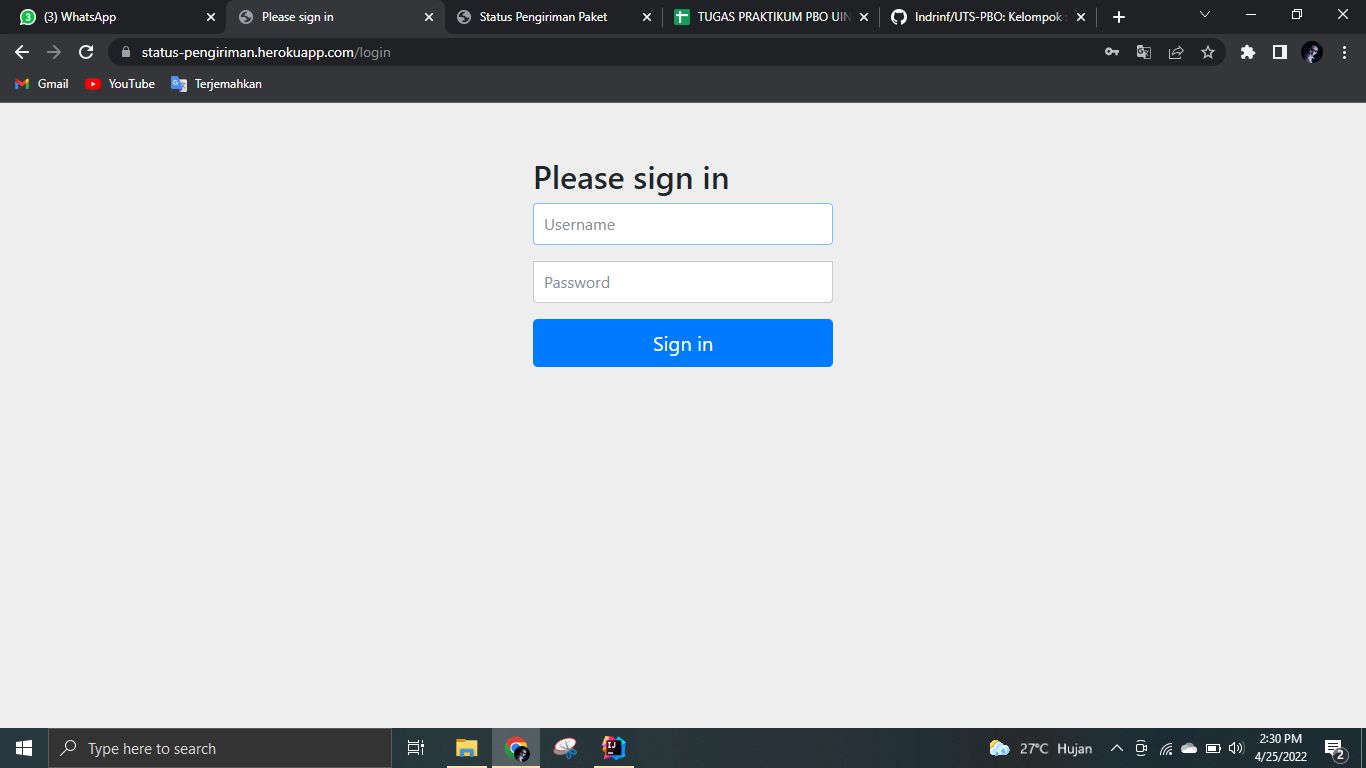 3 (3) WhatsApp
Please sign in
Status Pengiriman Paket
TUGAS PRAKTIKUM PBO UIN
Indrinf/UTS-PBO: Kelompok
status-pengiriman.herokuapp.com/login
Gmail
YouTube
Terjemahkan
Please sign in
Username
Password
Sign in
Type here to search
27°C Hujan
2:30 PM
4/25/2022
2